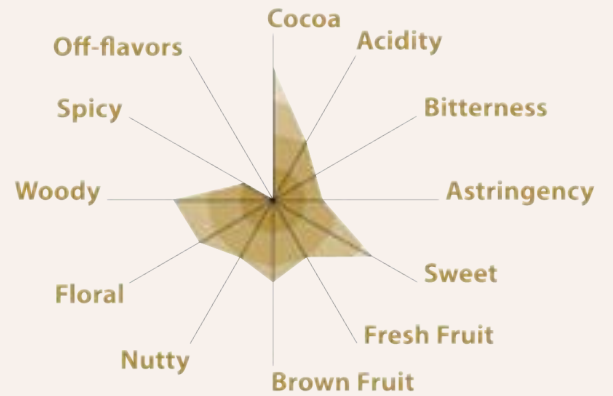 Cocoa
Acidity
Bitterness
Astringency
Sweet
Fresh Fruit
Brown Fruit
Nutty
Floral
Woody
Spicy
Off-flavors